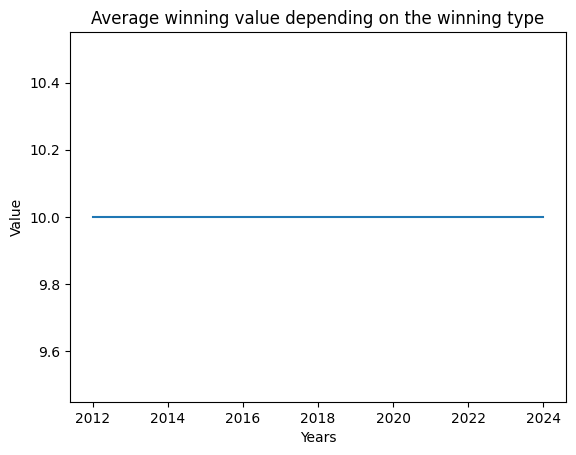 Average winning value depending on the winning type
10.4
10.2
10.0
9.8
9.6
Value
2012 2014 2016 2018 2020 2022 2024
Years